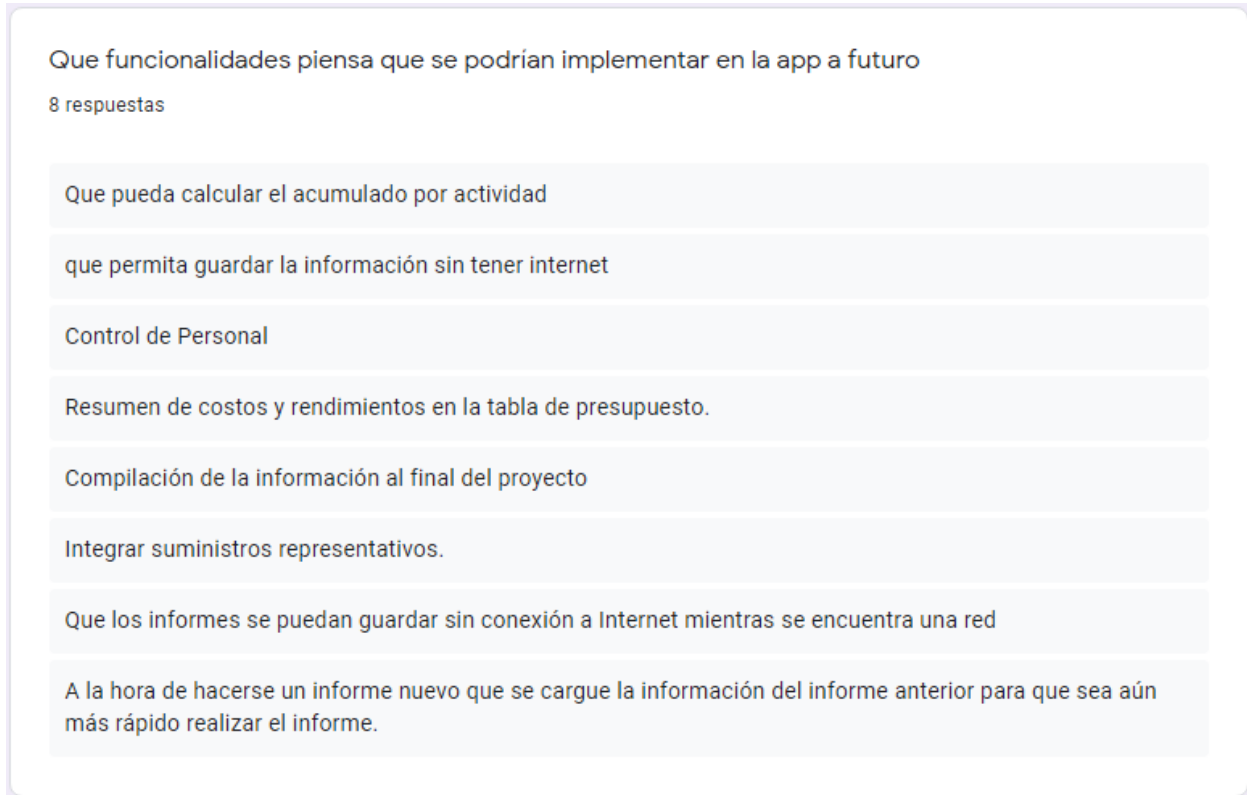 Que funcionalidades piensa que se podrían implementar en la app a futuro
8 respuestas
Que pueda calcular el acumulado por actividad
que permita guardar la información sin tener internet
Control de Personal
Resumen de costos y rendimientos en la tabla de presupuesto.
Compilación de la información al final del proyecto
Integrar suministros representativos.
Que los informes se puedan guardar sin conexión a Internet mientras se encuentra una red
A la hora de hacerse un informe nuevo que se cargue la información del informe anterior para que sea aún
más rápido realizar el informe.